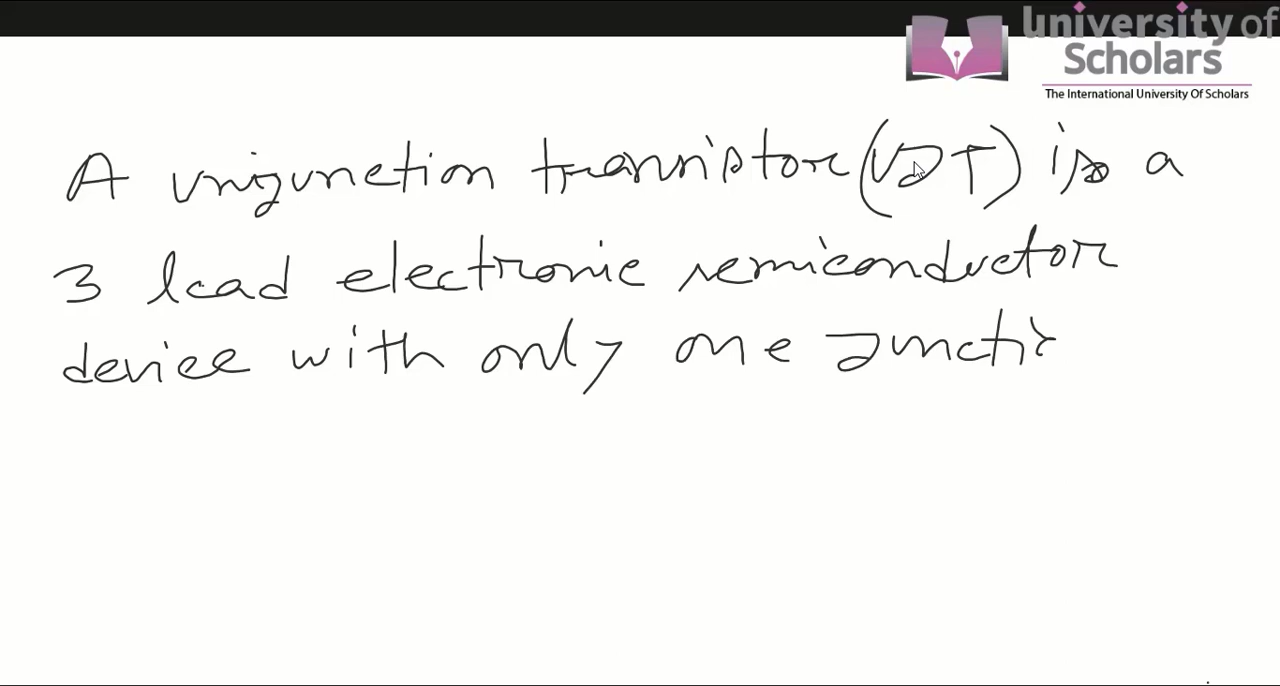 University of
Scholars
The International University Of Scholars
A unijunction transistor (UJT) is a
3 lead electronic semiconductor
device with only one Juncti